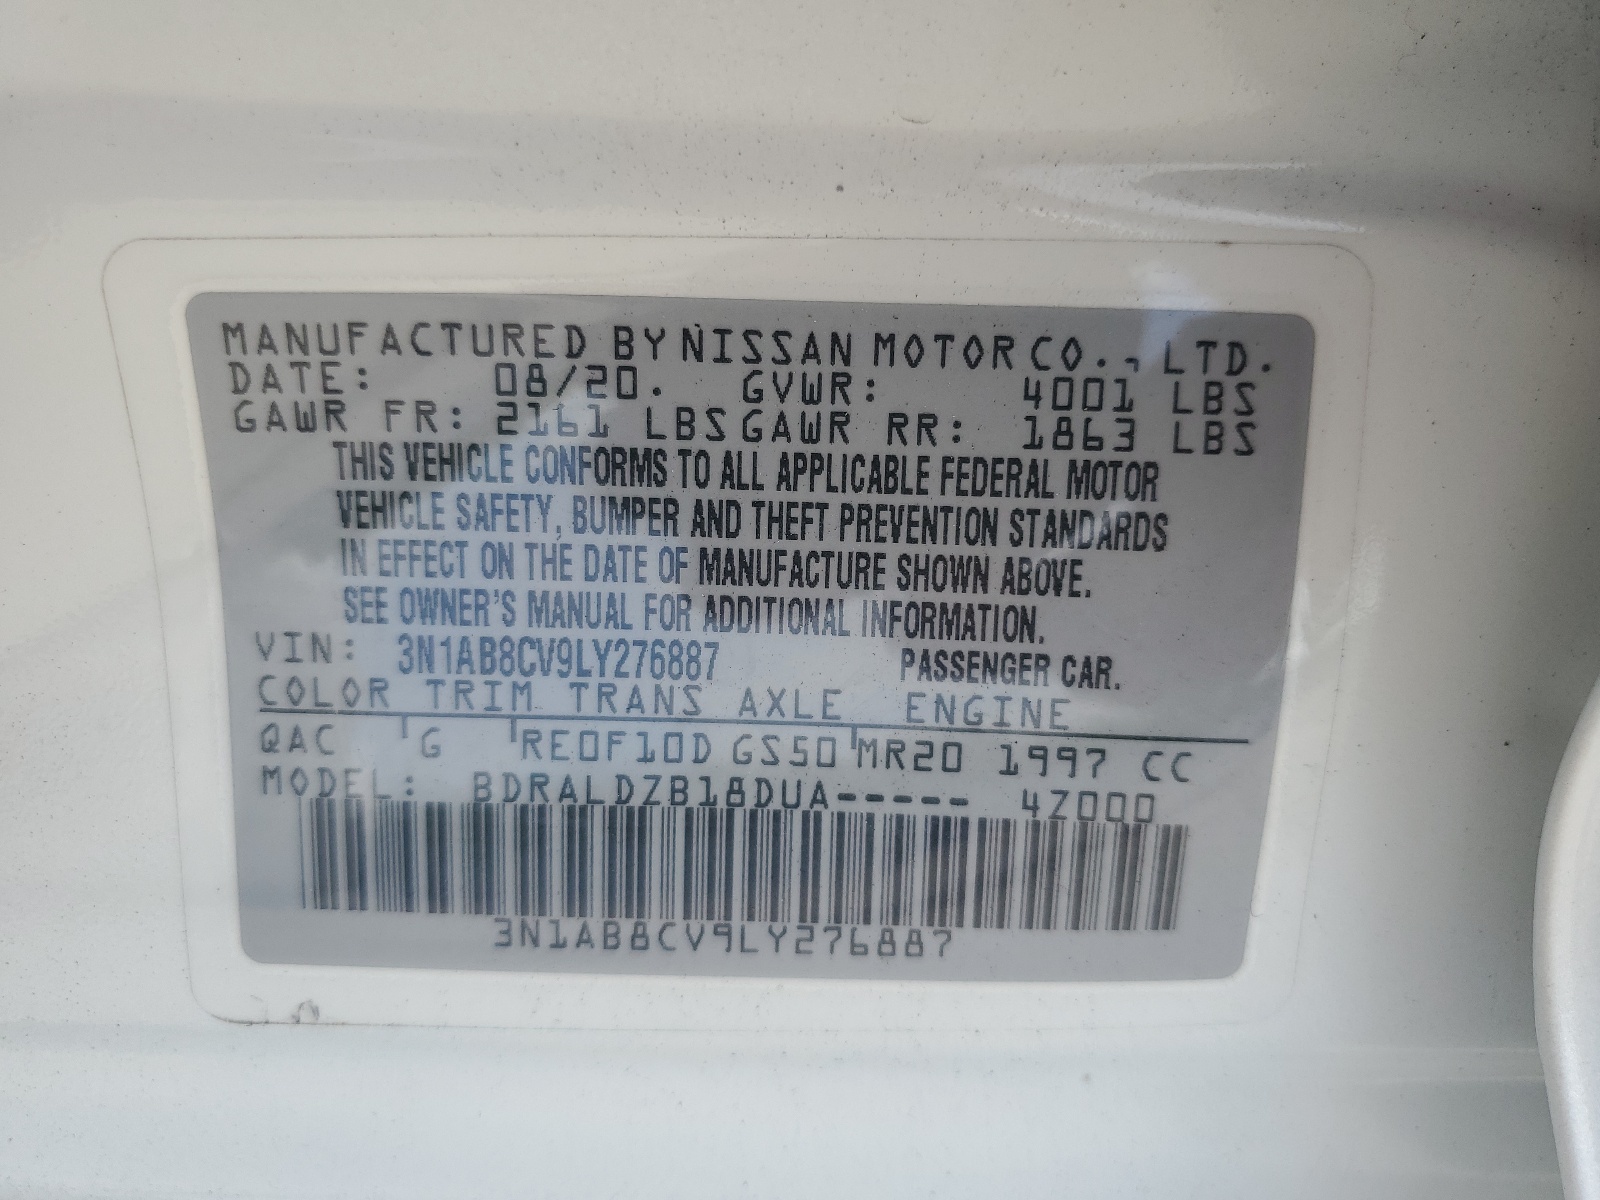 MANUFACTURED BY NISSAN MOTOR CO., LTD.
DATE: 08/20. GVWR: 4001 LBS
GAWR FR: 2161 LBS GAWR RR: 1863 LBS
THIS VEHICLE CONFORMS TO ALL APPLICABLE FEDERAL MOTOR
VEHICLE SAFETY, BUMPER AND THEFT PREVENTION STANDARDS
IN EFFECT ON THE DATE OF MANUFACTURE SHOWN ABOVE.
SEE OWNER'S MANUAL FOR ADDITIONAL INFORMATION.
VIN: 3N1AB8CV9LY276887 PASSENGER CAR.
COLOR TRIM TRANS AXLE ENGINE
QAC G RE0F10D GS50 MR20 1997 CC
MODEL: BDRALDZB18DUA----- 4Z000
3N1AB8CV9LY276887